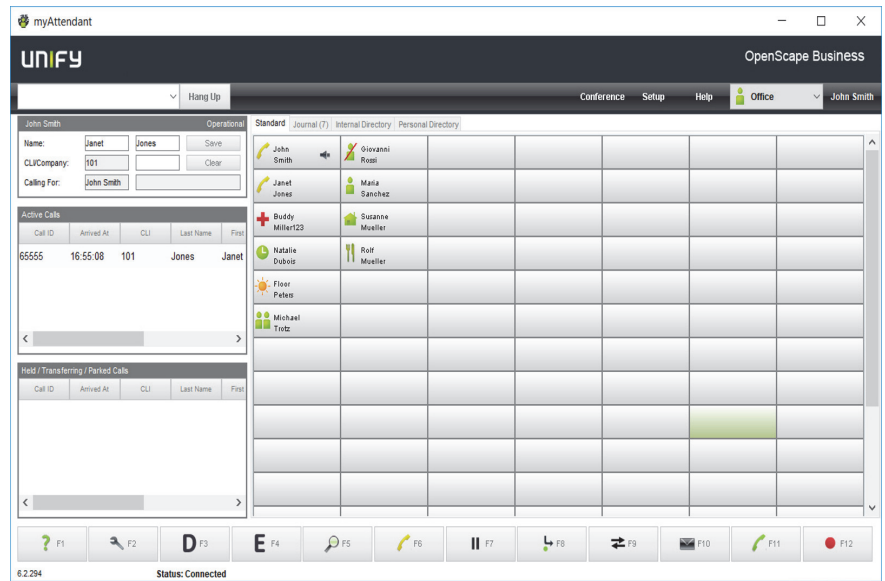 myAttendant
UNIFY
OpenScape Business
Hang Up
Conference Setup Help Office John Smith
John Smith Operational
Name: Janet Jones Save
CLI/Company: 101 Clear
Calling For: John Smith
Active Calls
Call ID Arrived At CLI Last Name First
65555 16:55:08 101 Jones Janet
Held / Transferring / Parked Calls
Call ID Arrived At CLI Last Name First
Standard Journal (7) Internal Directory Personal Directory
John
Smith
Giovanni
Rossi
Janet
Jones
Maria
Sanchez
Buddy
Miller123
Susanne
Mueller
Natalie
Dubois
Rolf
Mueller
Floor
Peters
Michael
Trotz
? F1 F2 D F3 E F4 F5 F6 F7 F8 F9 F10 F11 F12
6.2.294 Status: Connected